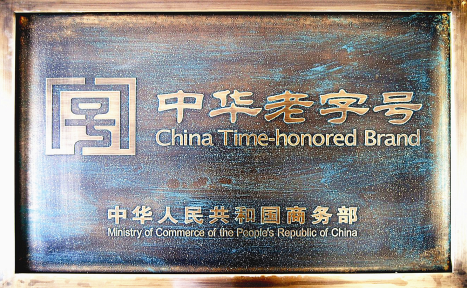 中华老字号
China Time-honored Brand
中华人民共和国商务部
Ministry of Commerce of the People's Republic of China